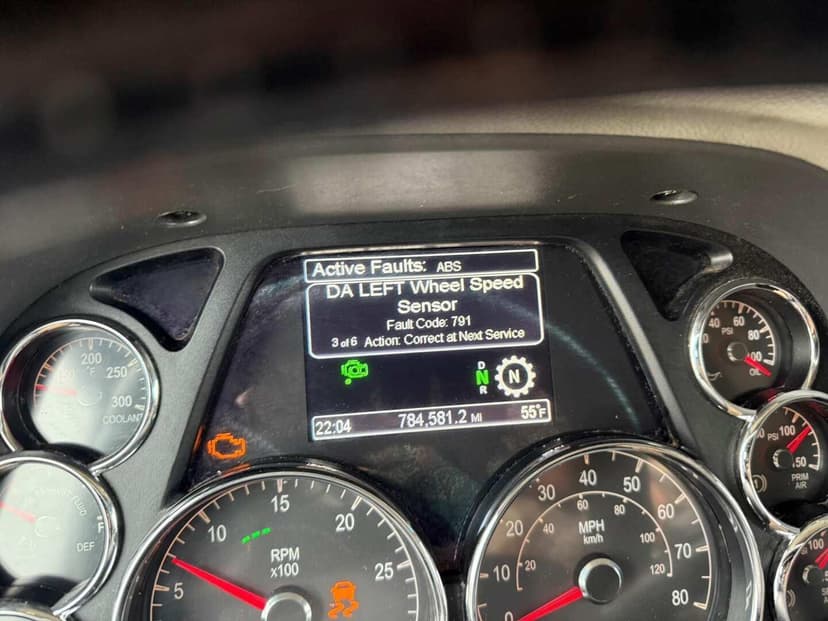 Active Faults: ABS
DA LEFT Wheel Speed
Sensor
Fault Code: 791
3 of 6 Action: Correct at Next Service
D
N
R
N
22:04 784,581.2 MI 55°F
200
°F
250
300
COOLANT
DEF
F
5
10
15
20
25
RPM
x100
0
10
20
30
40
50
60
70
80
20
40
60
80
100
120
MPH
km/h
0
40
60
80
100
PSI
OIL
PSI
100
150
PRIM
AIR
100